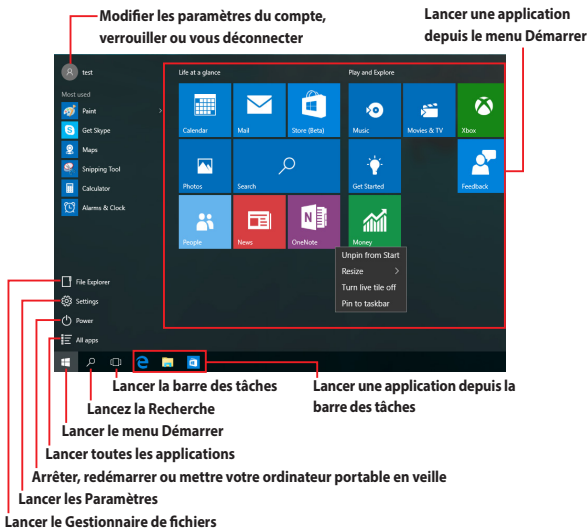 Modifier les paramètres du compte,
verrouiller ou vous déconnecter
Lancer une application
depuis le menu Démarrer
test
Most used
Paint
Get Skype
Maps
Snipping Tool
Calculator
Alarms & Clock
File Explorer
Settings
Power
All apps
Life at a glance
Play and Explore
Calendar
Mail
Store (Beta)
Music
Movies & TV
Xbox
Photos
Search
Get Started
Feedback
People
News
OneNote
Money
Unpin from Start
Resize
Turn live tile off
Pin to taskbar
Lancer la barre des tâches
Lancer une application depuis la
barre des tâches
Lancez la Recherche
Lancer le menu Démarrer
Lancer toutes les applications
Arrêter, redémarrer ou mettre votre ordinateur portable en veille
Lancer les Paramètres
Lancer le Gestionnaire de fichiers